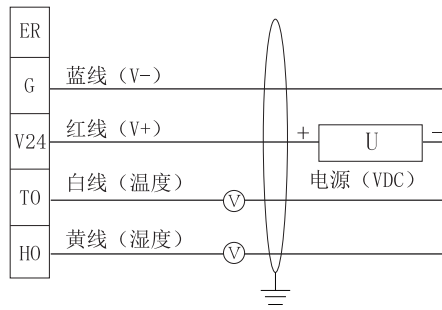 ER
G 蓝线（V-）
V24 红线（V+） + U −
TO 白线（温度） V 电源（VDC）
HO 黄线（湿度） V